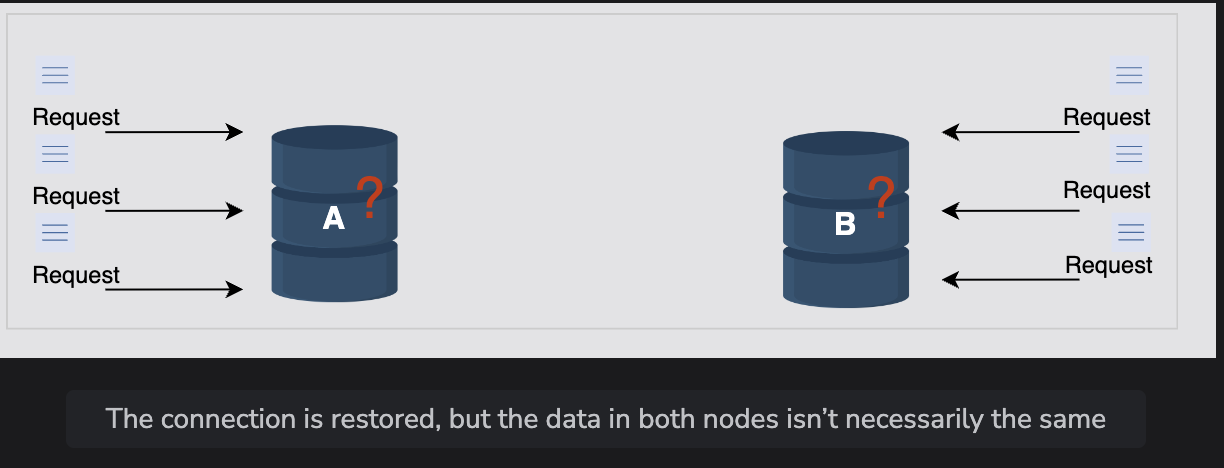 Request
Request
Request
A
?
B
?
Request
Request
Request
The connection is restored, but the data in both nodes isn’t necessarily the same